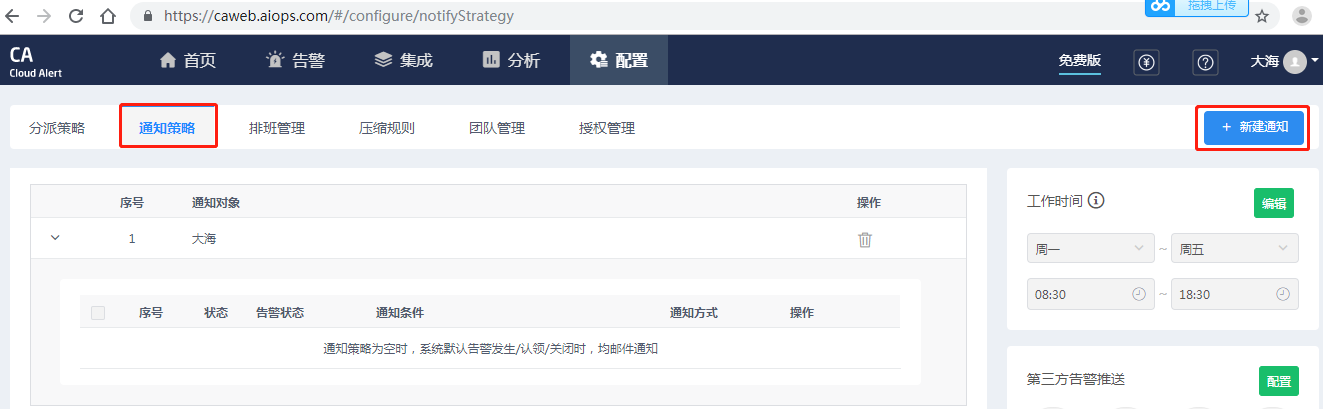 https://caweb.aiops.com/#/configure/notifyStrategy
拖拽上传
CA
Cloud Alert
首页
告警
集成
分析
配置
免费版
大海
分派策略
通知策略
排班管理
压缩规则
团队管理
授权管理
+ 新建通知
序号 通知对象 操作
1 大海
序号 状态 告警状态 通知条件 通知方式 操作
通知策略为空时，系统默认告警发生/认领/关闭时，均邮件通知
工作时间
编辑
周一 ~ 周五
08:30 ~ 18:30
第三方告警推送
配置